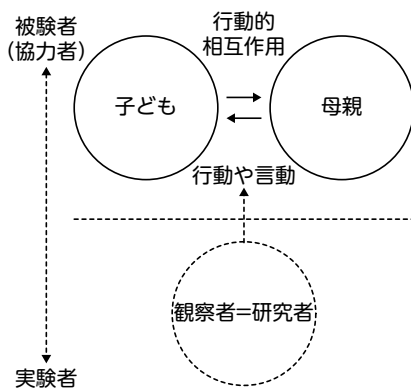 被験者
(協力者)
行動的
相互作用
子ども
母親
行動や言動
観察者=研究者
実験者